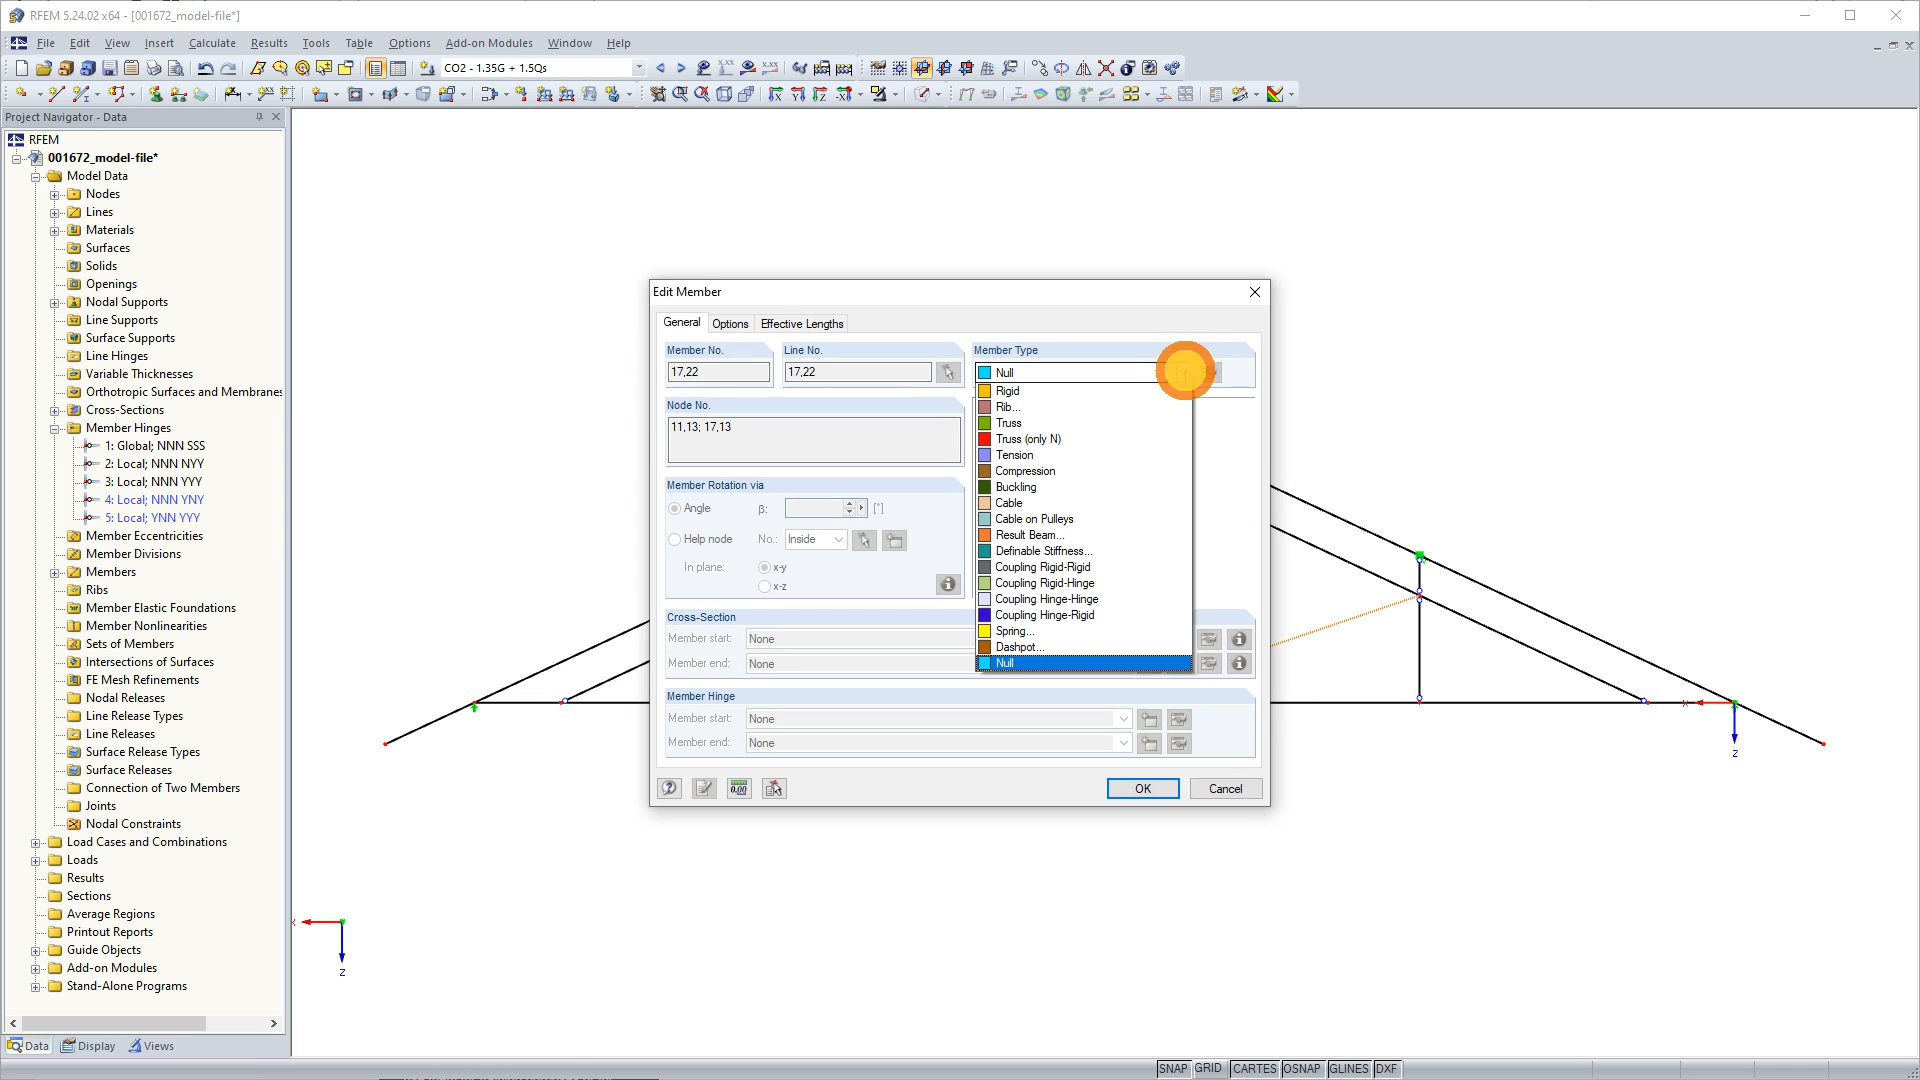 RFEM 5.24.02 x64 - [001672_model-file*]
File Edit View Insert Calculate Results Tools Table Options Add-on Modules Window Help
CO2 - 1.35G + 1.5Qs
Project Navigator - Data
RFEM
001672_model-file*
Model Data
Nodes
Lines
Materials
Surfaces
Solids
Openings
Nodal Supports
Line Supports
Surface Supports
Line Hinges
Variable Thicknesses
Orthotropic Surfaces and Membranes
Cross-Sections
Member Hinges
1: Global; NNN SSS
2: Local; NNN NYY
3: Local; NNN YYY
4: Local; NNN YNY
5: Local; YNN YYY
Member Eccentricities
Member Divisions
Members
Ribs
Member Elastic Foundations
Member Nonlinearities
Sets of Members
Intersections of Surfaces
FE Mesh Refinements
Nodal Releases
Line Release Types
Line Releases
Surface Release Types
Surface Releases
Connection of Two Members
Joints
Nodal Constraints
Load Cases and Combinations
Loads
Results
Sections
Average Regions
Printout Reports
Guide Objects
Add-on Modules
Stand-Alone Programs
Data Display Views
Edit Member
General Options Effective Lengths
Member No. Line No. Member Type
17,22 17,22 Null
Node No.
11,13; 17,13
Member Rotation via
Angle β: [°]
Help node No.: Inside
In plane: x-y
x-z
Cross-Section
Member start: None
Member end: None
Member Hinge
Member start: None
Member end: None
OK Cancel
Rigid
Rib...
Truss
Truss (only N)
Tension
Compression
Buckling
Cable
Cable on Pulleys
Result Beam...
Definable Stiffness...
Coupling Rigid-Rigid
Coupling Rigid-Hinge
Coupling Hinge-Hinge
Coupling Hinge-Rigid
Spring...
Dashpot...
Null
Z
Z
SNAP GRID CARTES OSNAP GLINES DXF